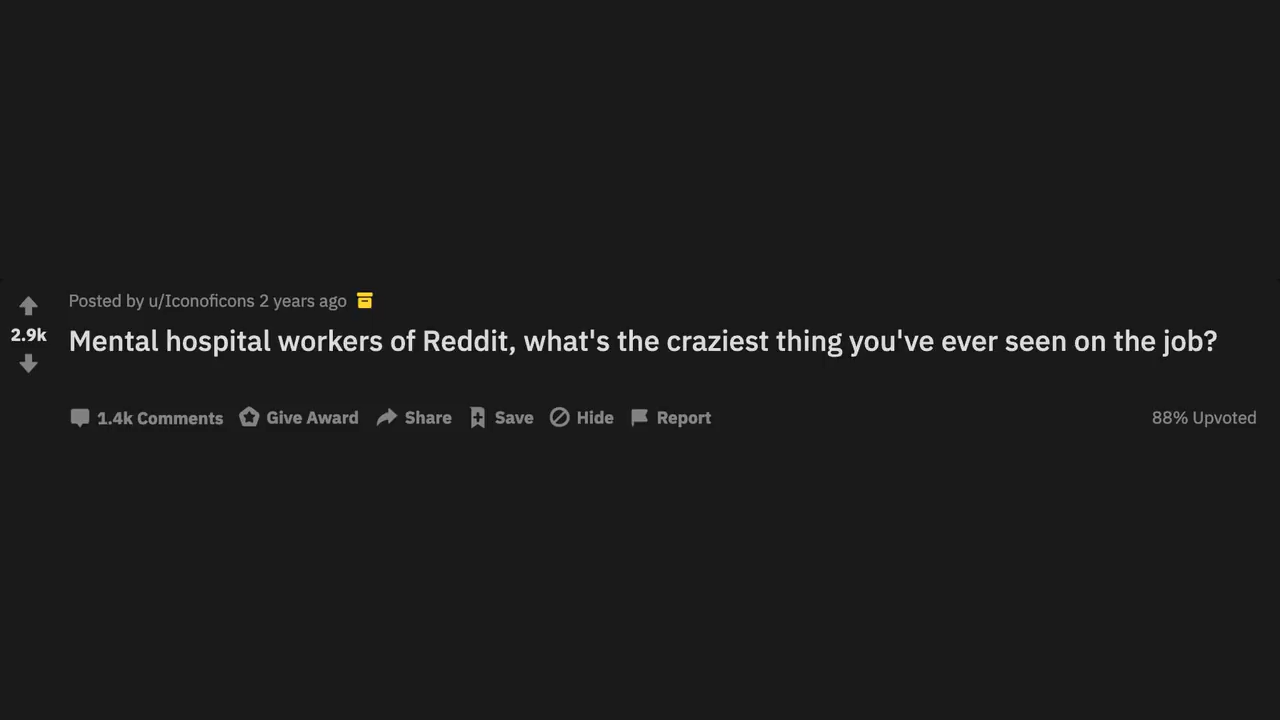 Posted by u/Iconoficons 2 years ago
2.9k
Mental hospital workers of Reddit, what's the craziest thing you've ever seen on the job?
1.4k Comments Give Award Share Save Hide Report 88% Upvoted